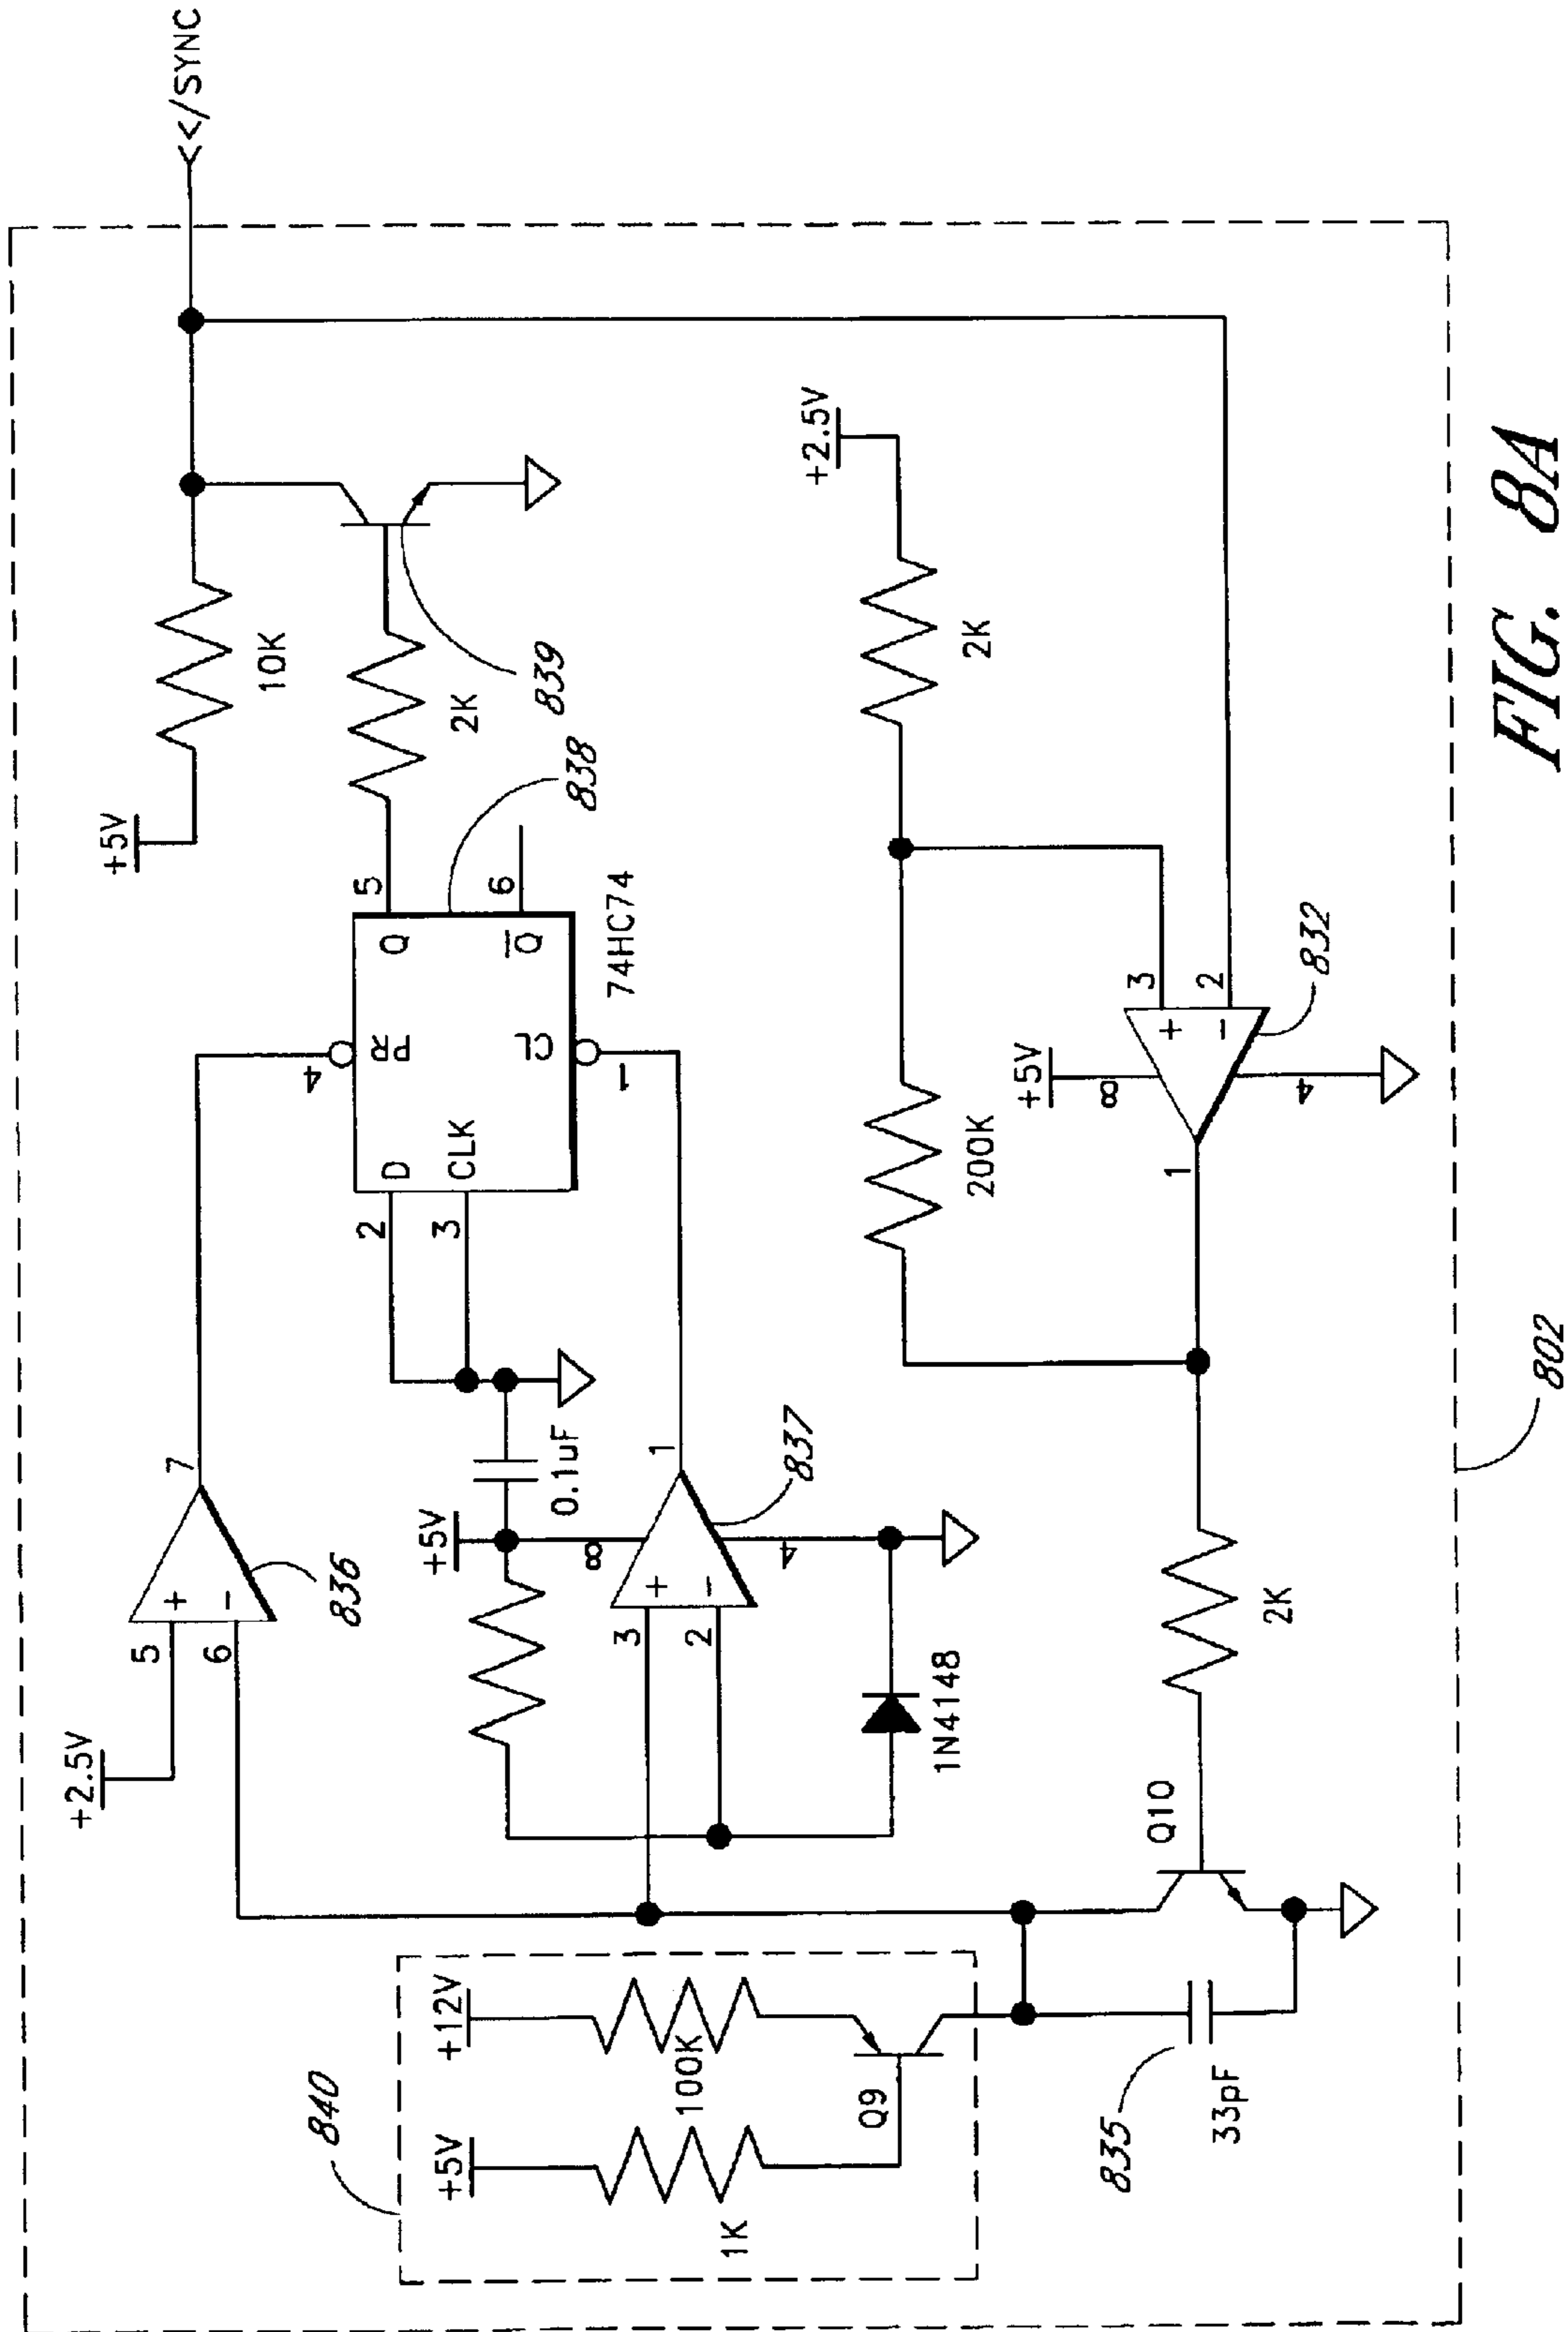 <</SYNC
+5V
10K
2K
839
838
5
6
Q
Q̅
PR
CL
D
CLK
4
1
2
3
74HC74
7
836
+
−
5
6
+2.5V
+5V
0.1uF
8
1
837
+
−
3
2
4
1N4148
+2.5V
2K
200K
+5V
8
3
2
+
−
4
1
832
2K
Q10
840
+12V
100K
+5V
1K
Q9
835
33pF
802
FIG. 8A